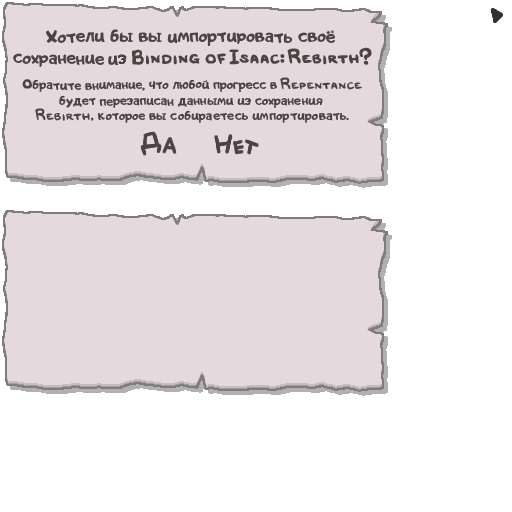 Хотели бы вы импортировать своё
сохранение из Binding of Isaac: Rebirth?
Обратите внимание, что любой прогресс в Repentance
будет перезаписан данными из сохранения
Rebirth, которое вы собираетесь импортировать.
Да Нет